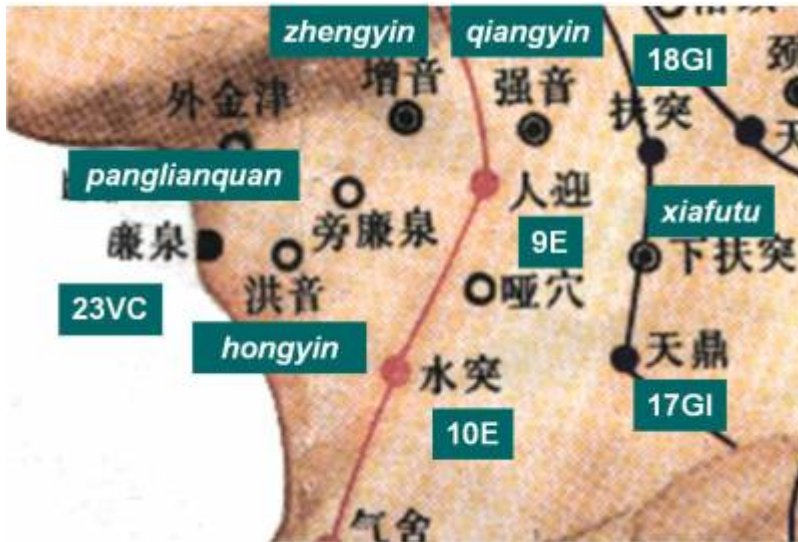 zhengyin
qiangyin
18GI
外金津
增音
强音
扶突
颈
天
panglianquan
人迎
xiafutu
廉泉
旁廉泉
9E
下扶突
洪音
哑穴
23VC
hongyin
水突
天鼎
10E
17GI
气舍